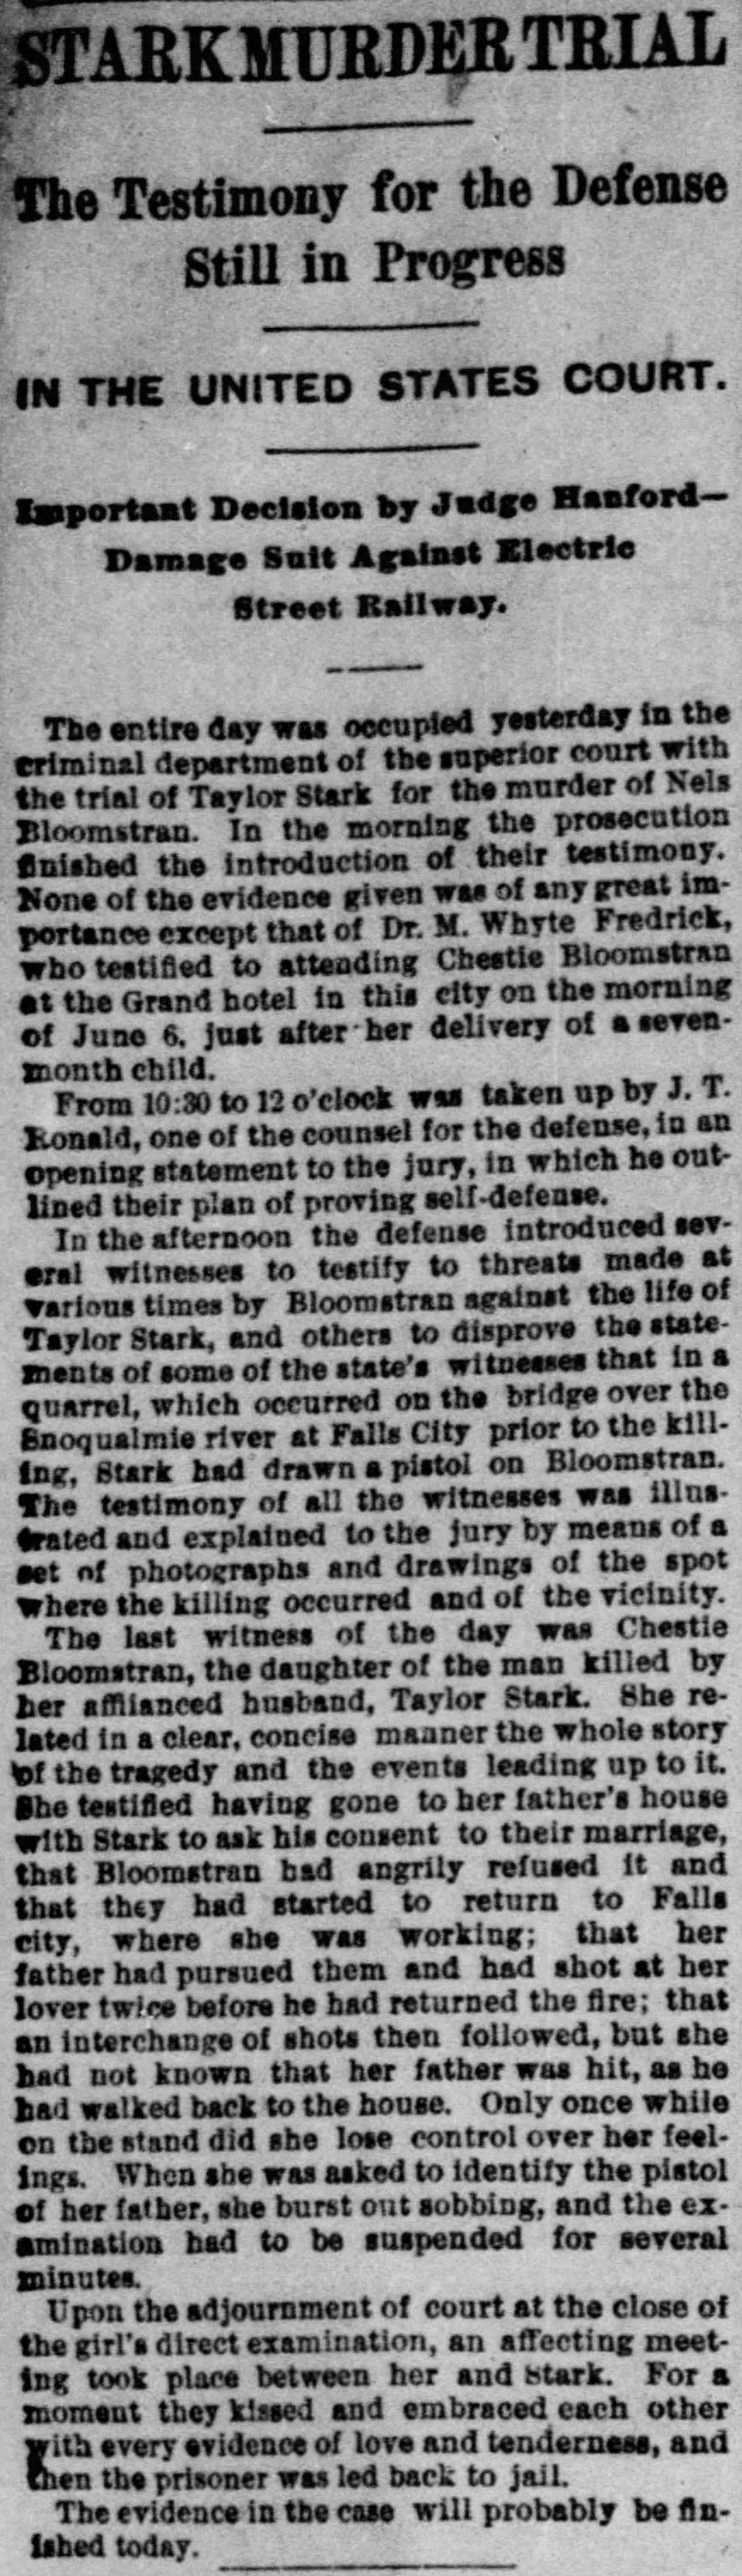 STARK MURDER TRIAL
The Testimony for the Defense
Still in Progress
IN THE UNITED STATES COURT.
Important Decision by Judge Hanford—
Damage Suit Against Electric
Street Railway.
The entire day was occupied yesterday in the
criminal department of the superior court with
the trial of Taylor Stark for the murder of Nels
Bloomstran. In the morning the prosecution
finished the introduction of their testimony.
None of the evidence given was of any great im-
portance except that of Dr. M. Whyte Fredrick,
who testified to attending Chestie Bloomstran
at the Grand hotel in this city on the morning
of June 6, just after her delivery of a seven-
month child.
From 10:30 to 12 o'clock was taken up by J. T.
Ronald, one of the counsel for the defense, in an
opening statement to the jury, in which he out-
lined their plan of proving self-defense.
In the afternoon the defense introduced sev-
eral witnesses to testify to threats made at
various times by Bloomstran against the life of
Taylor Stark, and others to disprove the state-
ments of some of the state's witnesses that in a
quarrel, which occurred on the bridge over the
Snoqualmie river at Falls City prior to the kill-
ing, Stark had drawn a pistol on Bloomstran.
The testimony of all the witnesses was illus-
trated and explained to the jury by means of a
set of photographs and drawings of the spot
where the killing occurred and of the vicinity.
The last witness of the day was Chestie
Bloomstran, the daughter of the man killed by
her affilanced husband, Taylor Stark. She re-
lated in a clear, concise manner the whole story
of the tragedy and the events leading up to it.
She testified having gone to her father's house
with Stark to ask his consent to their marriage,
that Bloomstran had angrily refused it and
that they had started to return to Falls
city, where she was working; that her
father had pursued them and had shot at her
lover twice before he had returned the fire; that
an interchange of shots then followed, but she
had not known that her father was hit, as he
had walked back to the house. Only once while
on the stand did she lose control over her feel-
ings. When she was asked to identify the pistol
of her father, she burst out sobbing, and the ex-
amination had to be suspended for several
minutes.
Upon the adjournment of court at the close of
the girl's direct examination, an affecting meet-
ing took place between her and Stark. For a
moment they kissed and embraced each other
with every evidence of love and tenderness, and
then the prisoner was led back to jail.
The evidence in the case will probably be fin-
ished today.